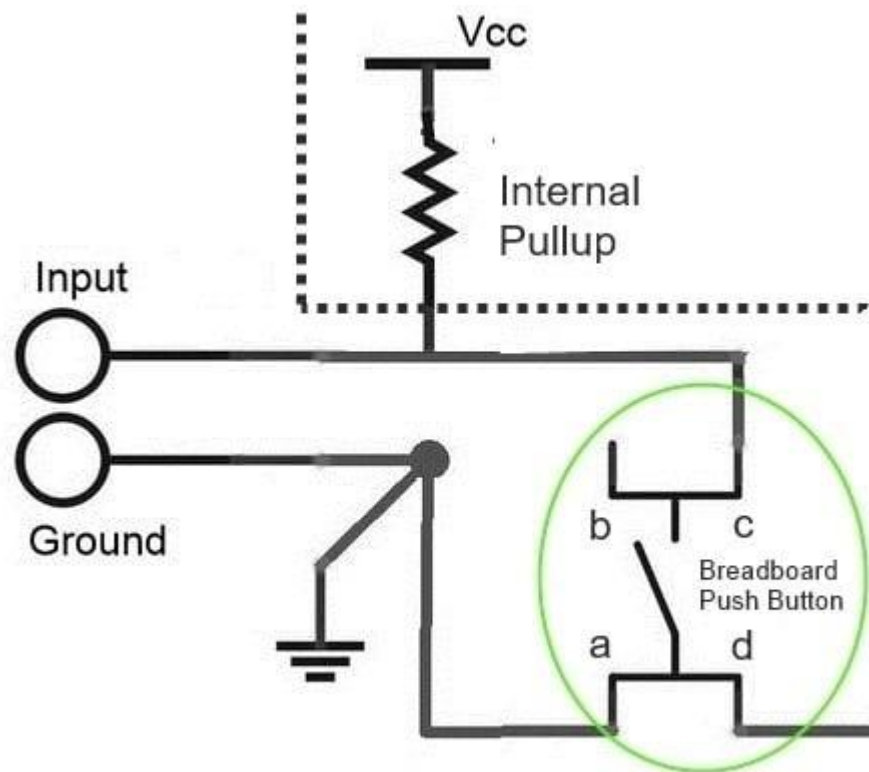 Vcc
Internal
Pullup
Input
Ground
b
c
Breadboard
Push Button
a
d